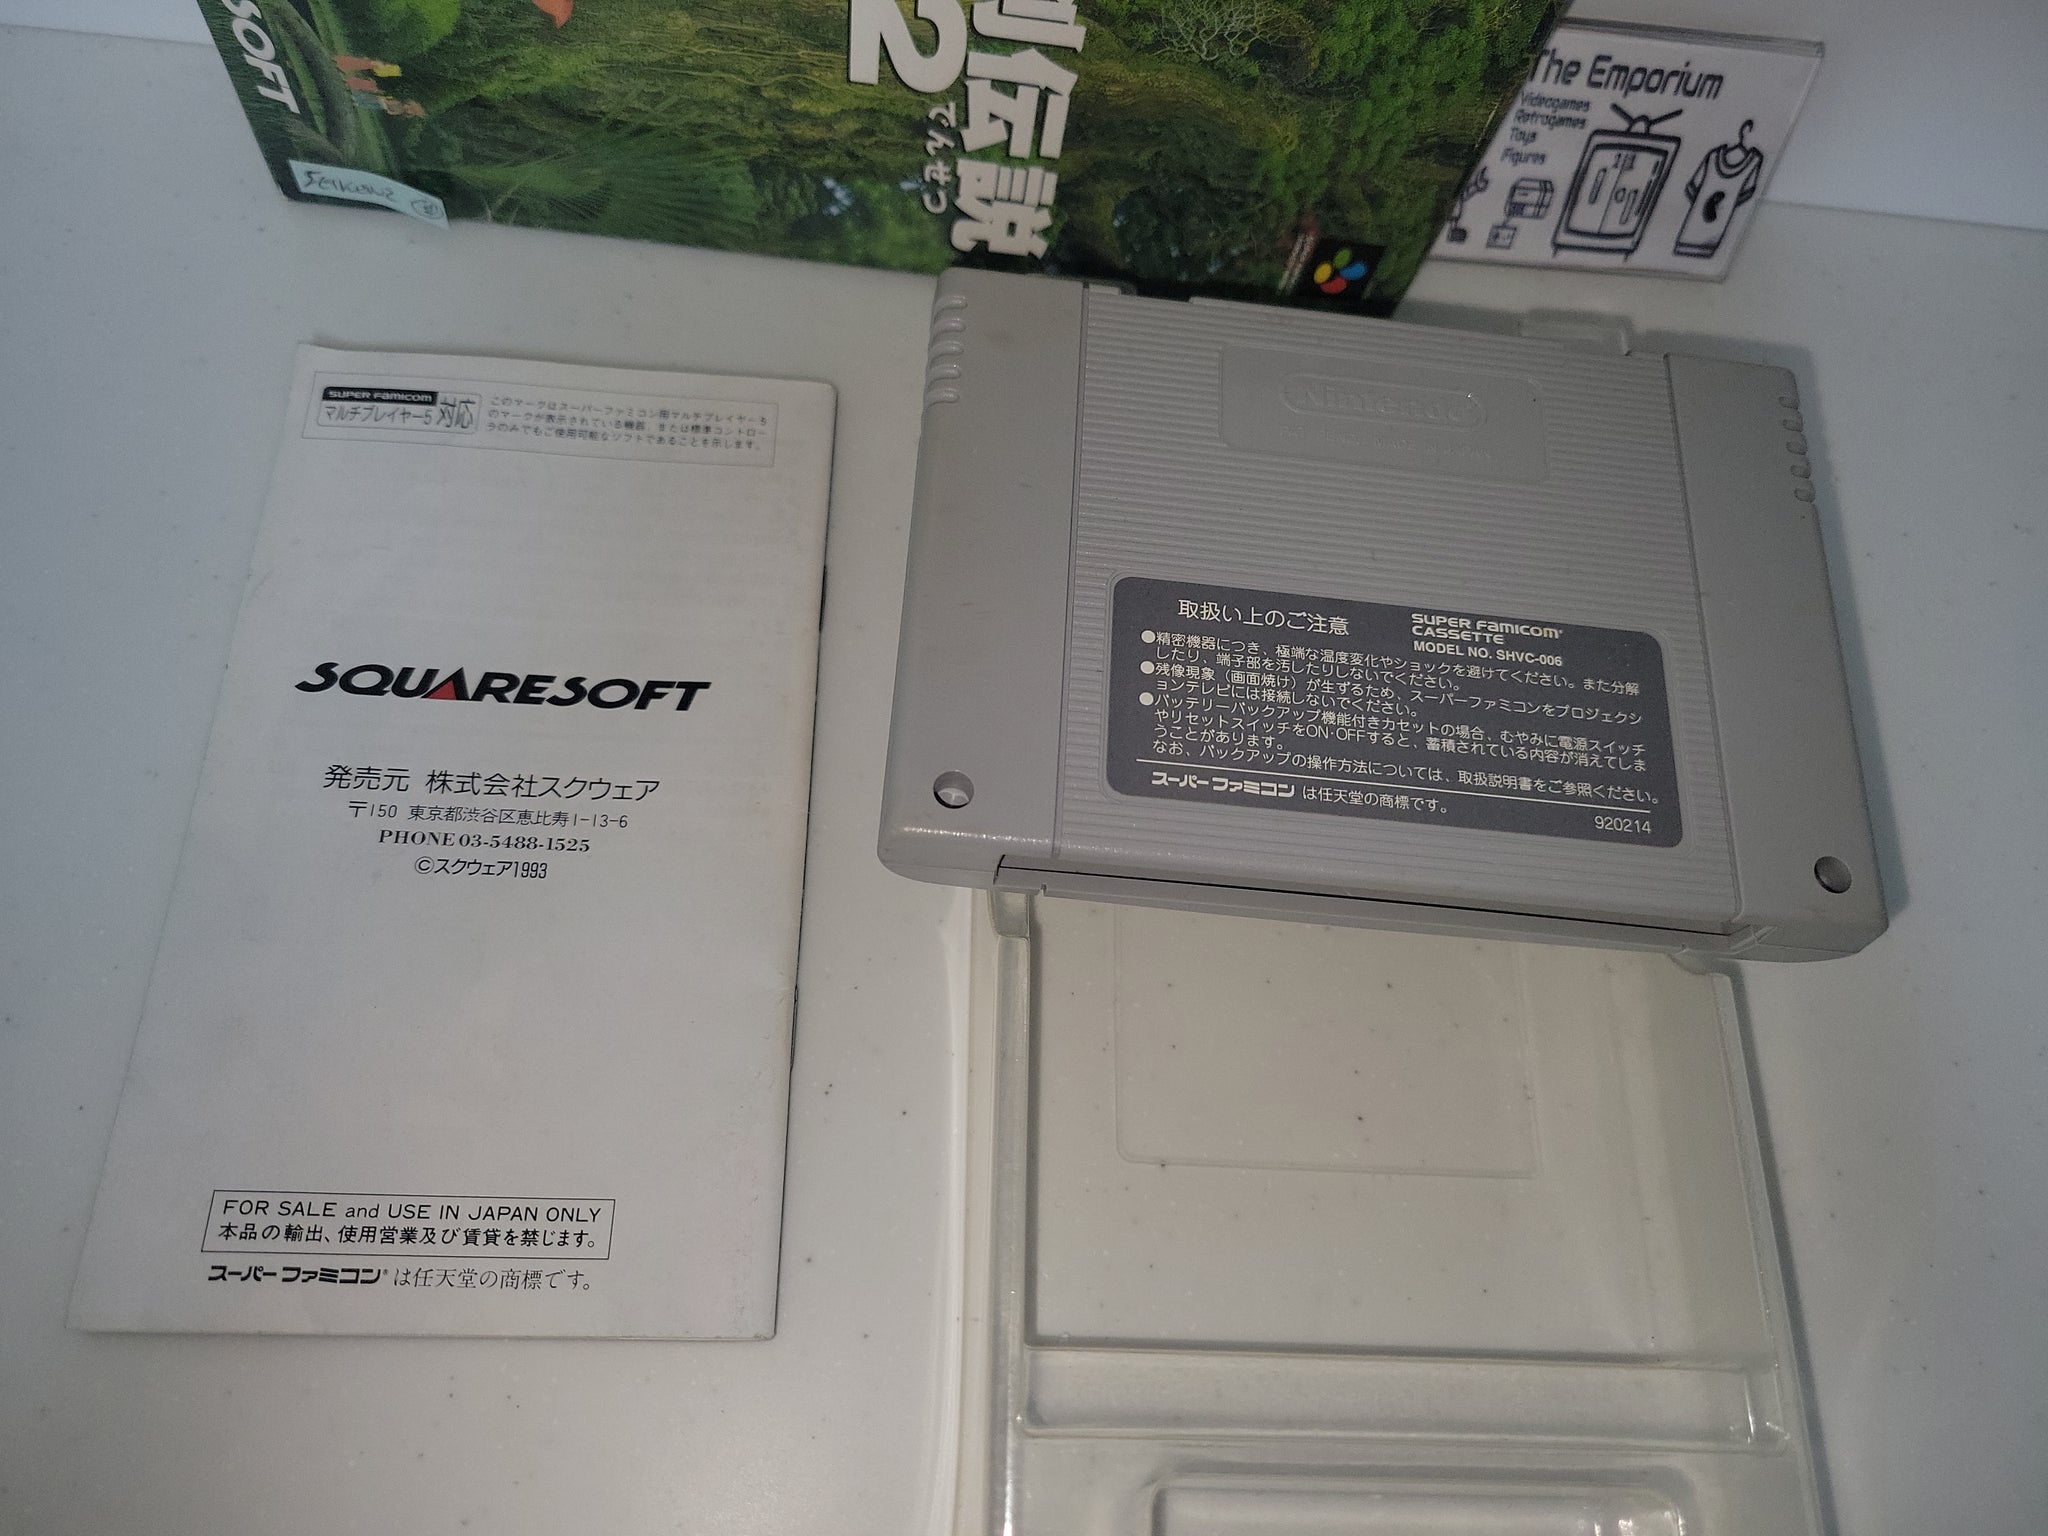 SOFT
剣伝説
2
でんせつ
SEIKEN2
The Emporium
Videogames
Retrogames
Toys
Figures
SUPER FAMICOM
マルチプレイヤー5 対応
このマークはスーパーファミコン用マルチプレイヤー5
のマークが表示されている機器、または標準コントロー
ラのみでもご使用可能なソフトであることを示します。
SQUARESOFT
発売元 株式会社スクウェア
〒150 東京都渋谷区恵比寿1-13-6
PHONE 03-5488-1525
©スクウェア1993
FOR SALE and USE IN JAPAN ONLY
本品の輸出、使用営業及び賃貸を禁じます。
スーパーファミコン®は任天堂の商標です。
Nintendo
取扱い上のご注意
SUPER FAMICOM®
CASSETTE
MODEL NO. SHVC-006
●精密機器につき、極端な温度変化やショックを避けてください。また分解
したり、端子部を汚したりしないでください。
●残像現象（画面焼け）が生ずるため、スーパーファミコンをプロジェクシ
ョンテレビには接続しないでください。
●バッテリーバックアップ機能付きカセットの場合、むやみに電源スイッチ
やリセットスイッチをON・OFFすると、蓄積されている内容が消えてしま
うことがあります。
なお、バックアップの操作方法については、取扱説明書をご参照ください。
スーパーファミコンは任天堂の商標です。
920214